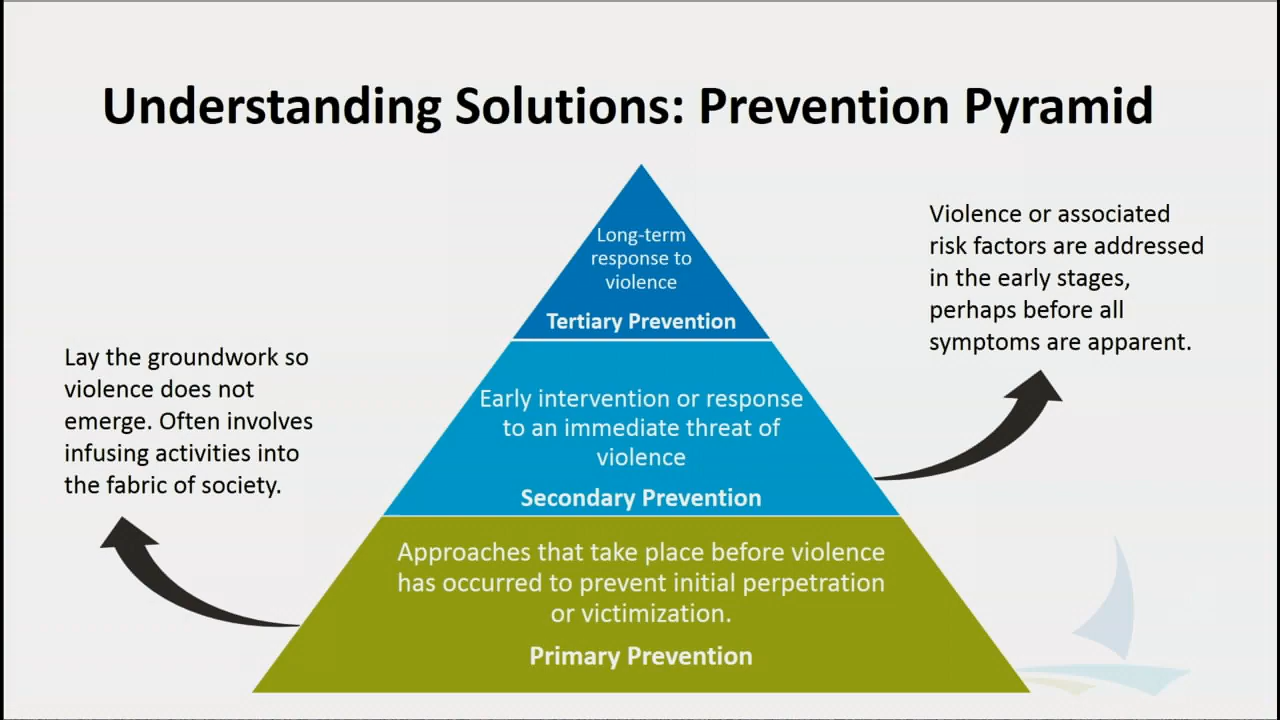 Understanding Solutions: Prevention Pyramid
Long-term
response to
violence
Tertiary Prevention
Violence or associated
risk factors are addressed
in the early stages,
perhaps before all
symptoms are apparent.
Early intervention or response
to an immediate threat of
violence
Secondary Prevention
Lay the groundwork so
violence does not
emerge. Often involves
infusing activities into
the fabric of society.
Approaches that take place before violence
has occurred to prevent initial perpetration
or victimization.
Primary Prevention